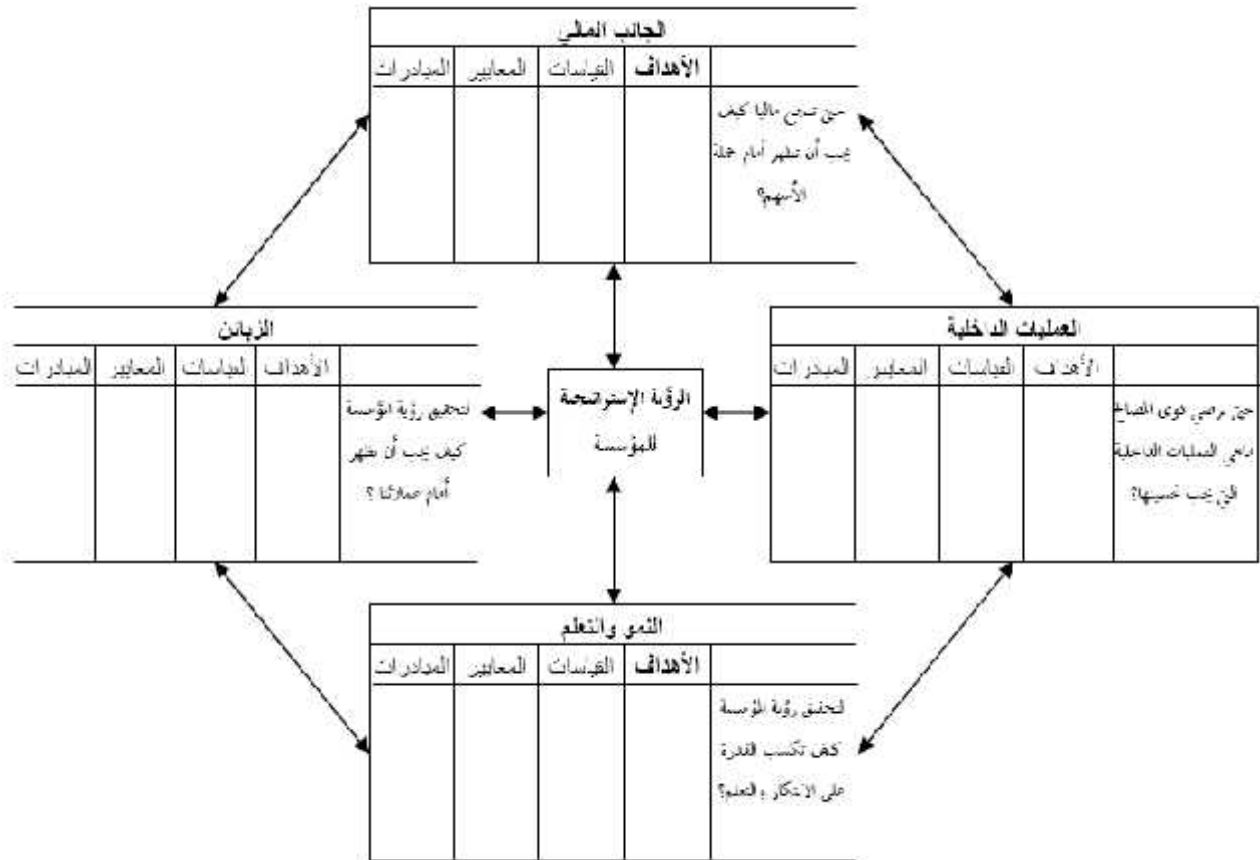 الجانب المالي
الأهداف القياسات المعايير المبادرات
حتى تنجح ماليا كيف
يجب أن تظهر أمام حملة
الأسهم؟
الزبائن
الأهداف القياسات المعايير المبادرات
لتحقيق رؤية المؤسسة
كيف يجب أن تظهر
أمام عملائنا ؟
الرؤية الإستراتيجية
للمؤسسة
العمليات الداخلية
الأهداف القياسات المعايير المبادرات
حتى نرضي ذوي المصالح
ماهي العمليات الداخلية
التي يجب تحسينها؟
النمو والتعلم
الأهداف القياسات المعايير المبادرات
لتحقيق رؤية المؤسسة
كيف نكسب القدرة
على الابتكار والتعلم؟